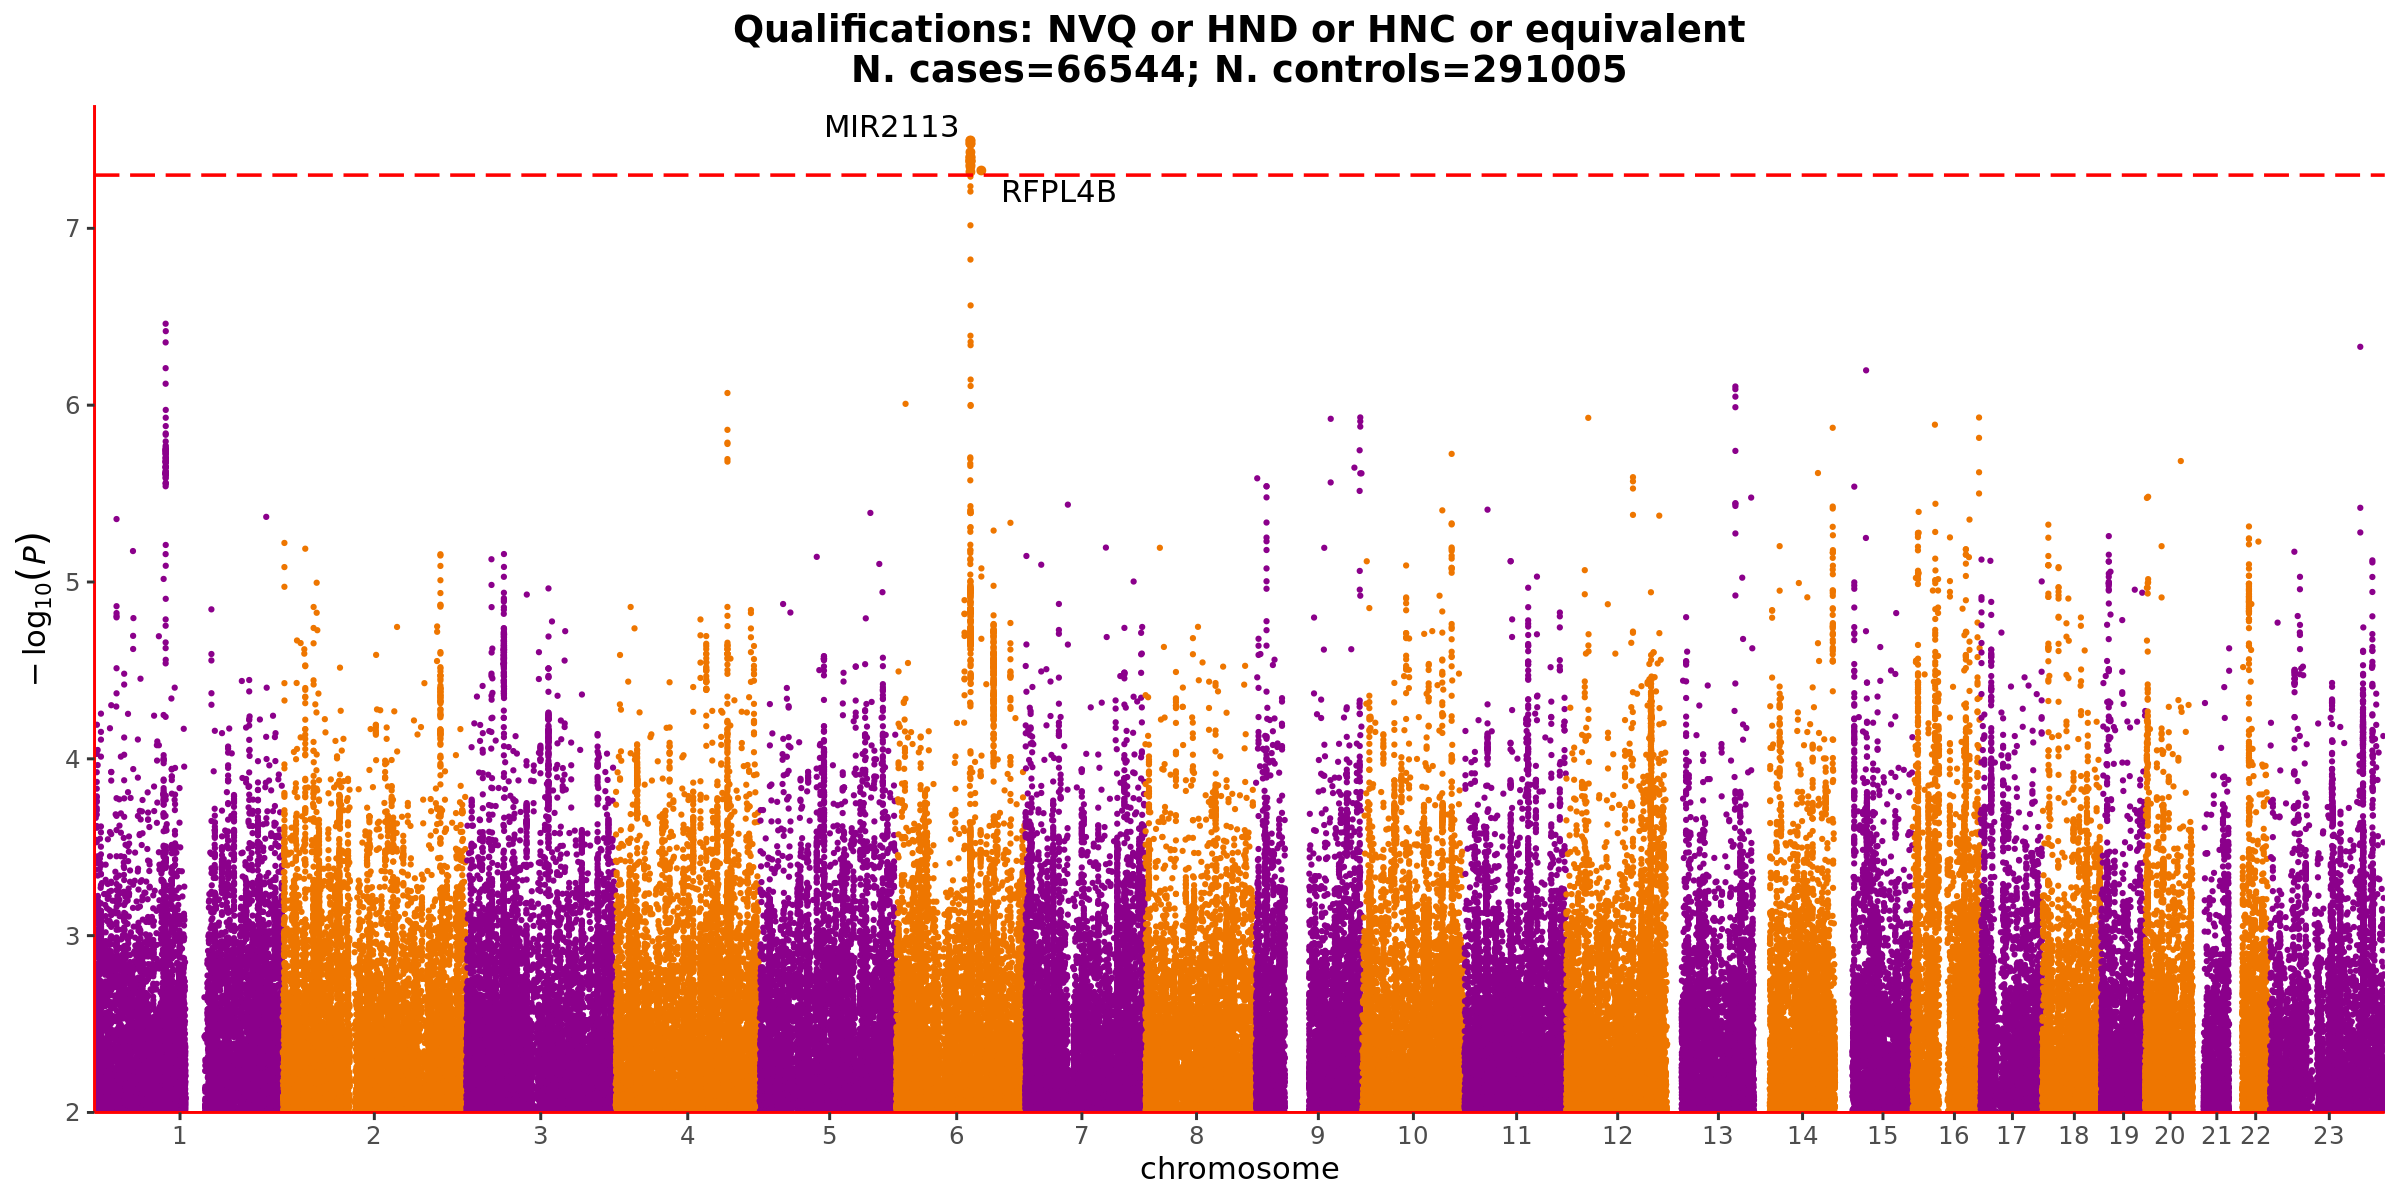 Qualifications: NVQ or HND or HNC or equivalent
N. cases=66544; N. controls=291005
MIR2113
RFPL4B
7
6
5
4
3
2
−log10(P)
1 2 3 4 5 6 7 8 9 10 11 12 13 14 15 16 17 18 19 20 21 22 23
chromosome